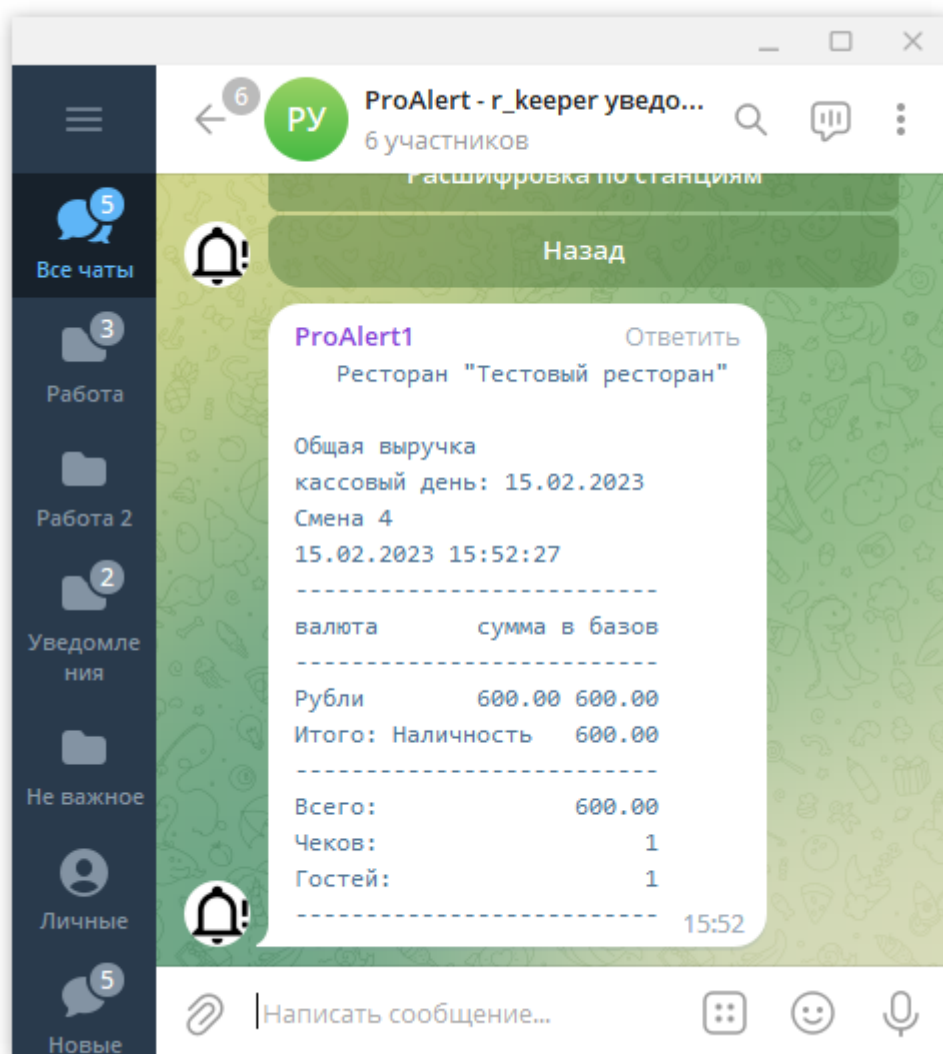 6
РУ
ProAlert - r_keeper уведо...
6 участников
5
Все чаты
3
Работа
Работа 2
2
Уведомле
ния
Не важное
Личные
5
Новые
Расшифровка по станциям
Назад
ProAlert1 Ответить
Ресторан "Тестовый ресторан"
Общая выручка
кассовый день: 15.02.2023
Смена 4
15.02.2023 15:52:27
--------------------------
валюта сумма в базов
--------------------------
Рубли 600.00 600.00
Итого: Наличность 600.00
--------------------------
Всего: 600.00
Чеков: 1
Гостей: 1
--------------------------
15:52
Написать сообщение...